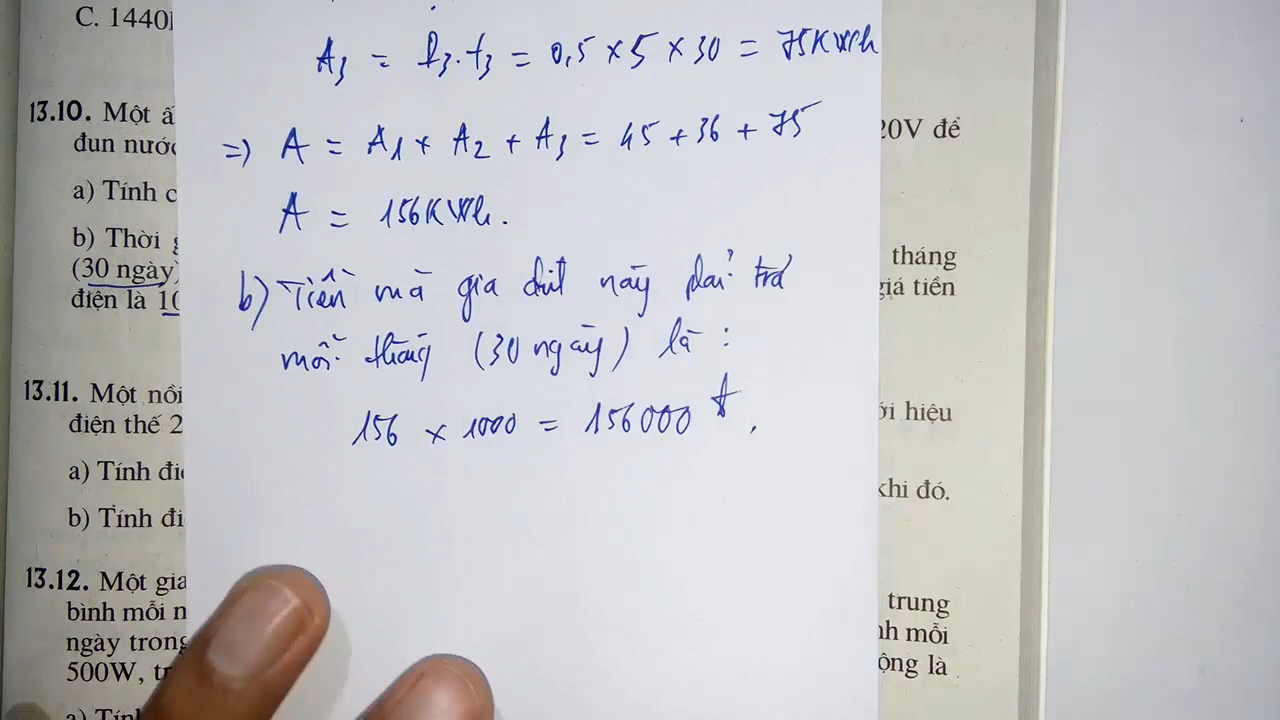 C. 1440
A3 = P3.t3 = 0,5 × 5 × 30 = 75KWh
13.10. Một ấ
20V để
đun nước
=> A = A1 + A2 + A3 = 45 + 36 + 75
a) Tính c
A = 156KWh.
b) Thời g
tháng
(30 ngày)
giá tiền
điện là 10
b) Tiền mà gia đình này phải trả
mỗi tháng (30 ngày) là :
13.11. Một nồi
ới hiệu
điện thế 2
156 × 1000 = 156000 đ.
a) Tính điệ
khi đó.
b) Tính đi
13.12. Một gia
trung
bình mỗi n
nh mỗi
ngày trong
ộng là
500W, tr
a) Tính